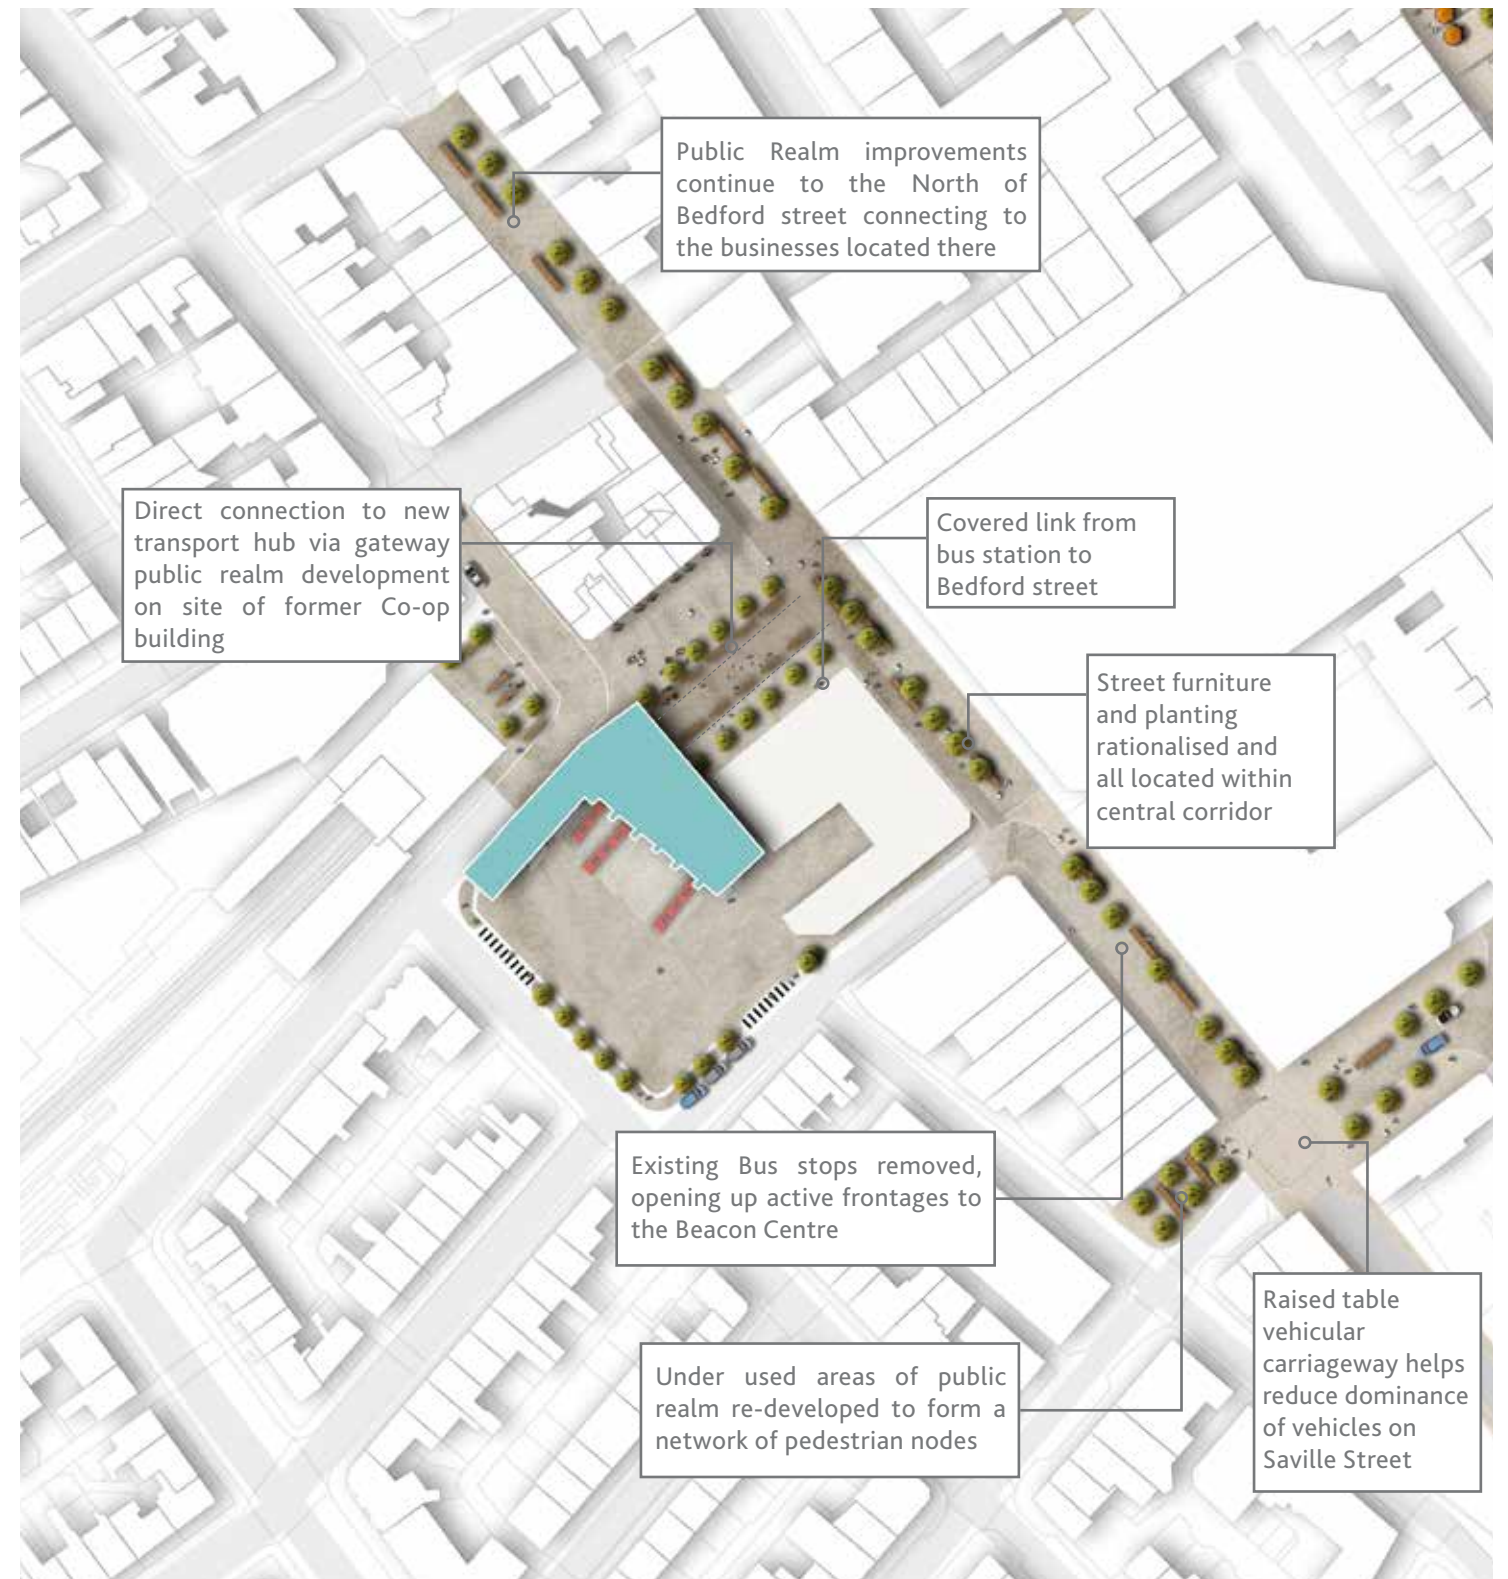 Public Realm improvements
continue to the North of
Bedford street connecting to
the businesses located there
Direct connection to new
transport hub via gateway
public realm development
on site of former Co-op
building
Covered link from
bus station to
Bedford street
Street furniture
and planting
rationalised and
all located within
central corridor
Existing Bus stops removed,
opening up active frontages to
the Beacon Centre
Under used areas of public
realm re-developed to form a
network of pedestrian nodes
Raised table
vehicular
carriageway helps
reduce dominance
of vehicles on
Saville Street